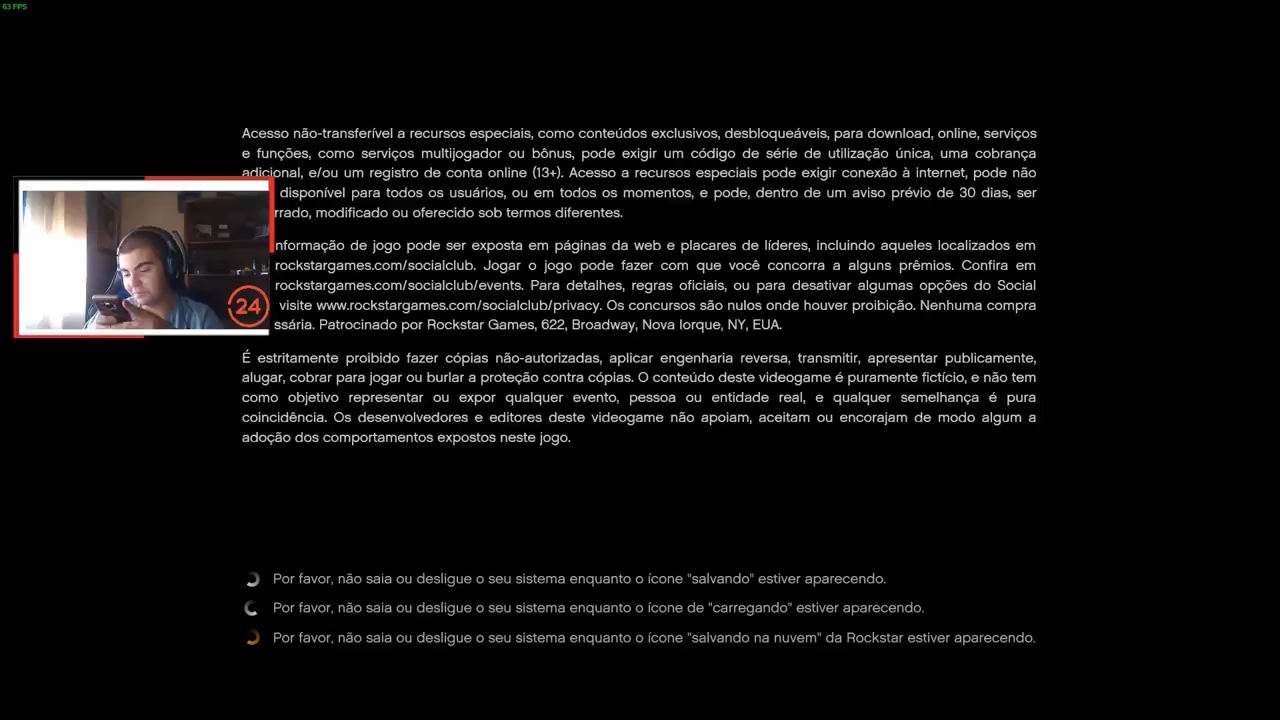 63 FPS
Acesso não-transferível a recursos especiais, como conteúdos exclusivos, desbloqueáveis, para download, online, serviços
e funções, como serviços multijogador ou bônus, pode exigir um código de série de utilização única, uma cobrança
adicional, e/ou um registro de conta online (13+). Acesso a recursos especiais pode exigir conexão à internet, pode não
disponível para todos os usuários, ou em todos os momentos, e pode, dentro de um aviso prévio de 30 dias, ser
rrado, modificado ou oferecido sob termos diferentes.
nformação de jogo pode ser exposta em páginas da web e placares de líderes, incluindo aqueles localizados em
rockstargames.com/socialclub. Jogar o jogo pode fazer com que você concorra a alguns prêmios. Confira em
rockstargames.com/socialclub/events. Para detalhes, regras oficiais, ou para desativar algumas opções do Social
visite www.rockstargames.com/socialclub/privacy. Os concursos são nulos onde houver proibição. Nenhuma compra
24
ssária. Patrocinado por Rockstar Games, 622, Broadway, Nova Iorque, NY, EUA.
É estritamente proibido fazer cópias não-autorizadas, aplicar engenharia reversa, transmitir, apresentar publicamente,
alugar, cobrar para jogar ou burlar a proteção contra cópias. O conteúdo deste videogame é puramente fictício, e não tem
como objetivo representar ou expor qualquer evento, pessoa ou entidade real, e qualquer semelhança é pura
coincidência. Os desenvolvedores e editores deste videogame não apoiam, aceitam ou encorajam de modo algum a
adoção dos comportamentos expostos neste jogo.
Por favor, não saia ou desligue o seu sistema enquanto o ícone "salvando" estiver aparecendo.
Por favor, não saia ou desligue o seu sistema enquanto o ícone de "carregando" estiver aparecendo.
Por favor, não saia ou desligue o seu sistema enquanto o ícone "salvando na nuvem" da Rockstar estiver aparecendo.